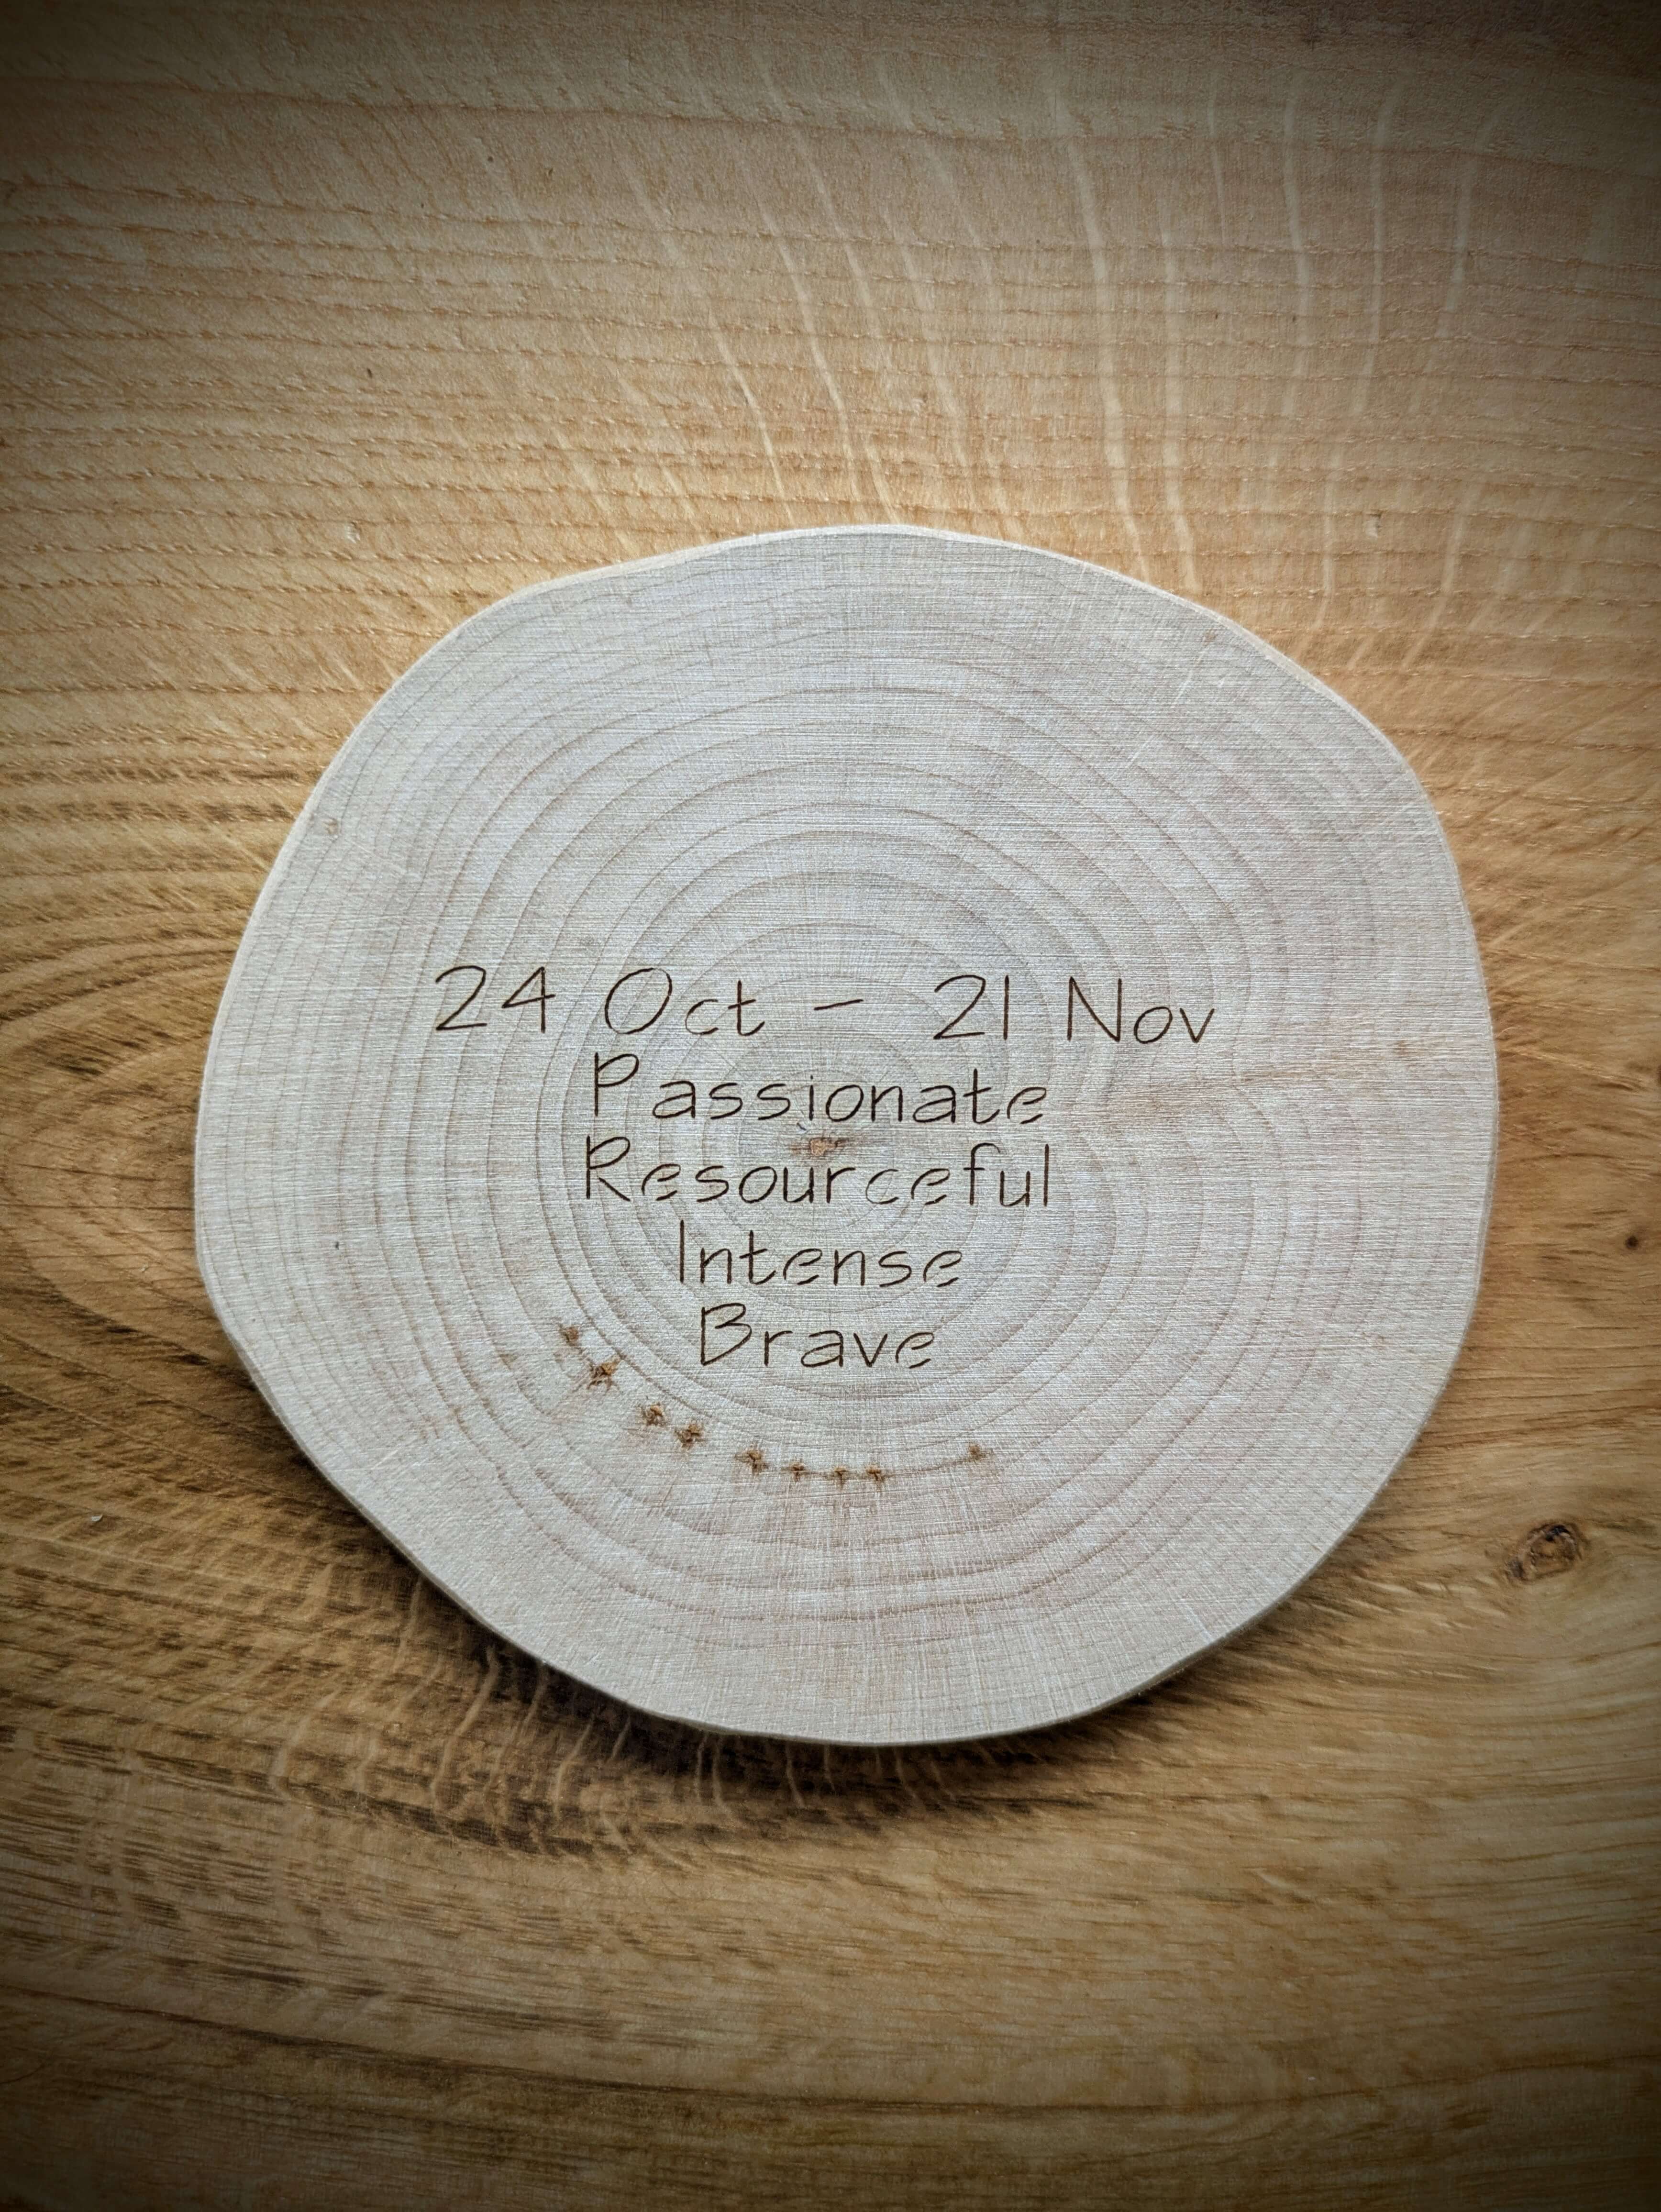 24 Oct - 21 Nov
Passionate
Resourceful
Intense
Brave